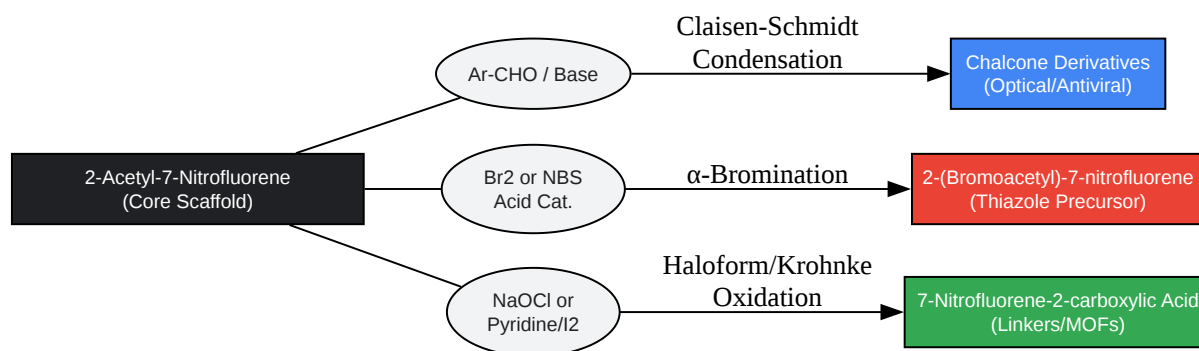 2-Acetyl-7-Nitrofluorene
(Core Scaffold)
Ar-CHO / Base
Claisen-Schmidt
Condensation
Chalcone Derivatives
(Optical/Antiviral)
Br2 or NBS
Acid Cat.
α-Bromination
2-(Bromoacetyl)-7-nitrofluorene
(Thiazole Precursor)
NaOCl or
Pyridine/I2
Haloform/Krohnke
Oxidation
7-Nitrofluorene-2-carboxylic Acid
(Linkers/MOFs)